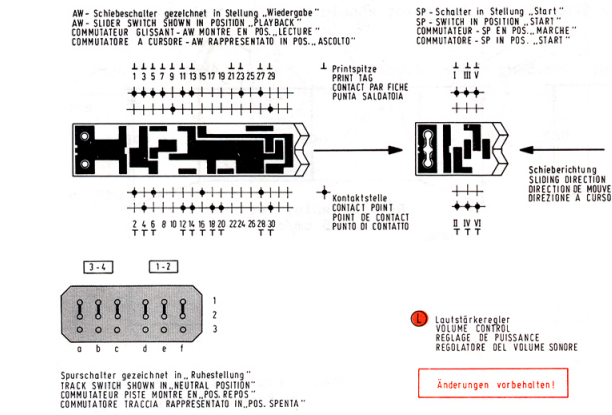 AW - Schiebeschalter gezeichnet in Stellung „Wiedergabe"
AW - SLIDER SWITCH SHOWN IN POSITION „PLAYBACK"
COMMUTATEUR GLISSANT - AW MONTRE EN POS. „LECTURE"
COMMUTATORE A CURSORE - AW RAPPRESENTATO IN POS. „ASCOLTO"
SP - Schalter in Stellung „Start"
SP - SWITCH IN POSITION „START"
COMMUTATEUR - SP EN POS. „MARCHE"
COMMUTATORE - SP IN POS. „START"
1 3 5 7 9 11 13 15 17 19 21 23 25 27 29
Printspitze
PRINT TAG
CONTACT PAR FICHE
PUNTA SALDATOIA
I III V
Schieberichtung
SLIDING DIRECTION
DIRECTION DE MOUVE
DIREZIONE A CURSO
Kontaktstelle
CONTACT POINT
POINT DE CONTACT
PUNTO DI CONTATTO
2 4 6 8 10 12 14 16 18 20 22 24 26 28 30
II IV VI
3-4 1-2
1
2
3
a b c d e f
Lautstärkeregler
VOLUME CONTROL
REGLAGE DE PUISSANCE
REGOLATORE DEL VOLUME SONORE
L
Änderungen vorbehalten!
Spurschalter gezeichnet in „Ruhestellung"
TRACK SWITCH SHOWN IN „NEUTRAL POSITION"
COMMUTATEUR PISTE MONTRE EN „POS. REPOS"
COMMUTATORE TRACCIA RAPPRESENTATO IN „POS. SPENTA"